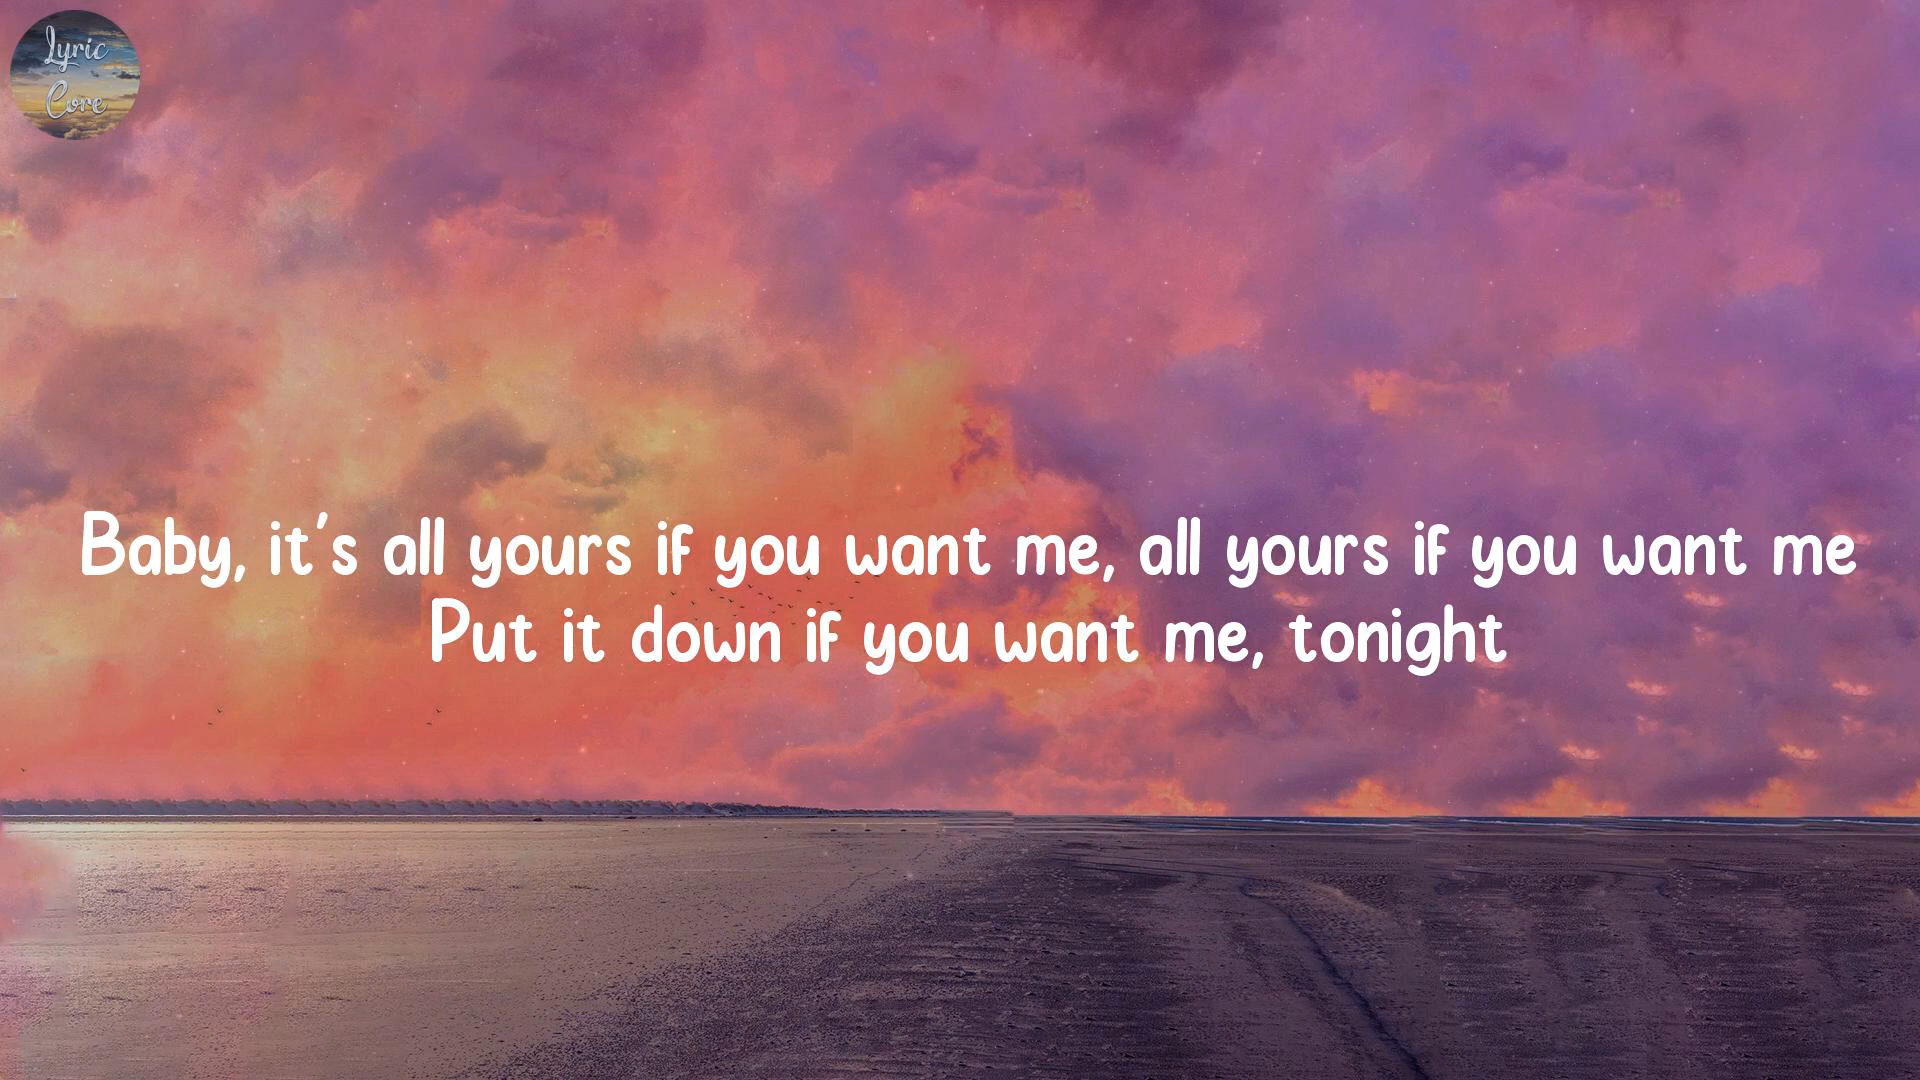 Lyric
Core
Baby, it's all yours if you want me, all yours if you want me
Put it down if you want me, tonight